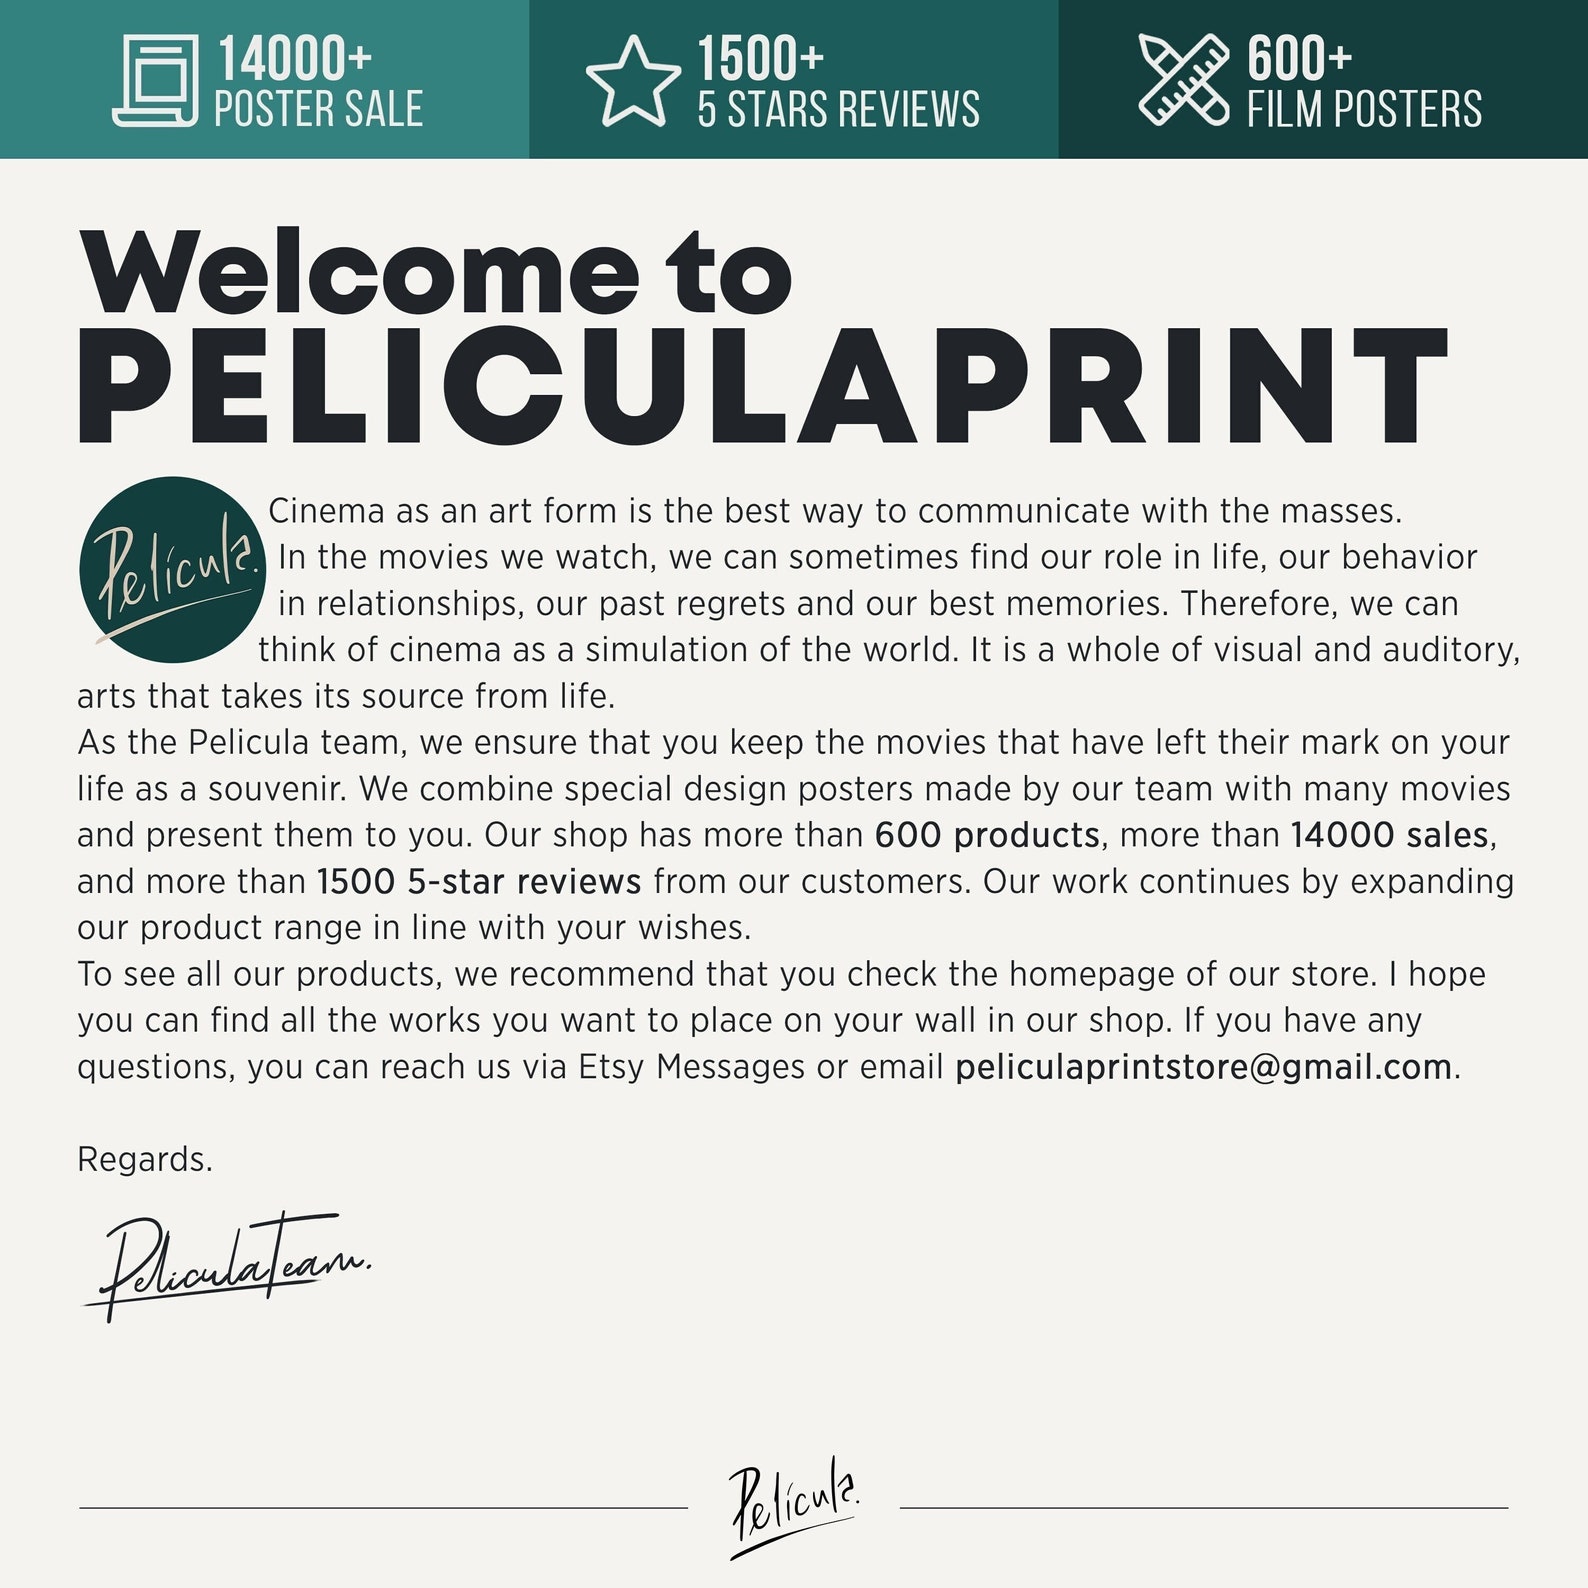 14000+
POSTER SALE
1500+
5 STARS REVIEWS
600+
FILM POSTERS
Welcome to
PELICULAPRINT
Pelicula.
Cinema as an art form is the best way to communicate with the masses.
In the movies we watch, we can sometimes find our role in life, our behavior
in relationships, our past regrets and our best memories. Therefore, we can
think of cinema as a simulation of the world. It is a whole of visual and auditory,
arts that takes its source from life.
As the Pelicula team, we ensure that you keep the movies that have left their mark on your
life as a souvenir. We combine special design posters made by our team with many movies
and present them to you. Our shop has more than 600 products, more than 14000 sales,
and more than 1500 5-star reviews from our customers. Our work continues by expanding
our product range in line with your wishes.
To see all our products, we recommend that you check the homepage of our store. I hope
you can find all the works you want to place on your wall in our shop. If you have any
questions, you can reach us via Etsy Messages or email peliculaprintstore@gmail.com.
Regards.
Pelicula Team.
Pelicula.